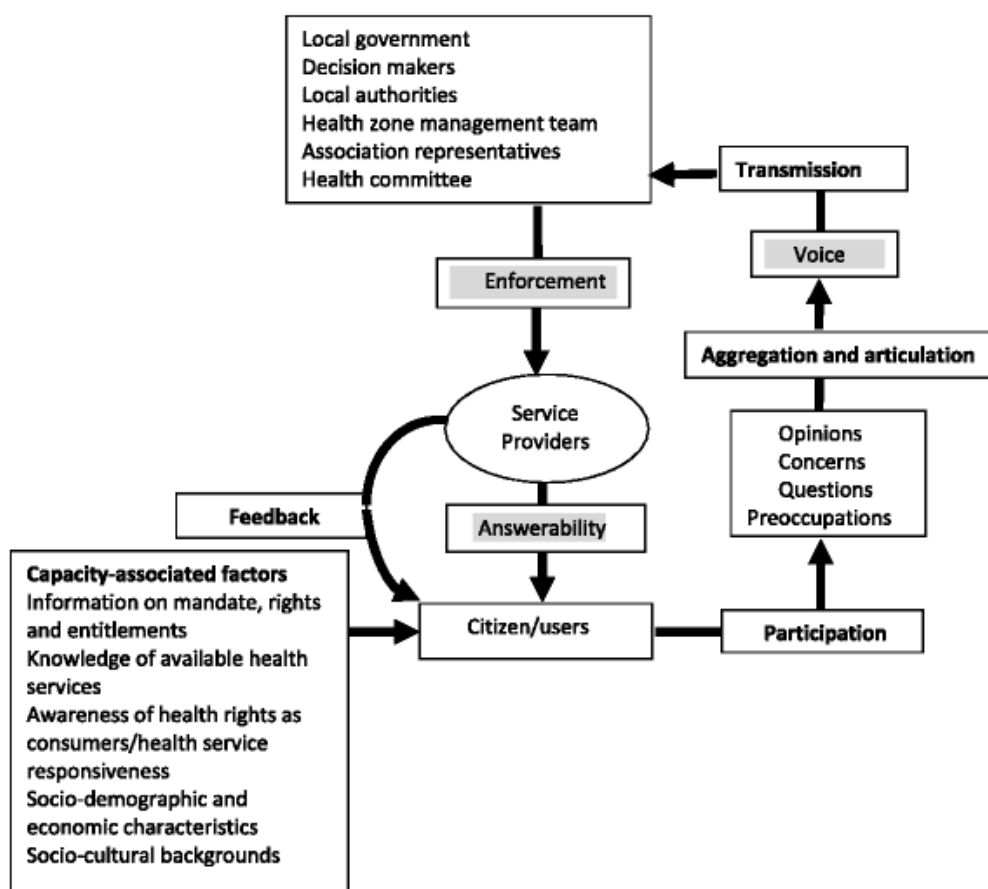 Local government
Decision makers
Local authorities
Health zone management team
Association representatives
Health committee
Transmission
Voice
Enforcement
Aggregation and articulation
Service
Providers
Opinions
Concerns
Questions
Preoccupations
Feedback
Answerability
Capacity-associated factors
Information on mandate, rights
and entitlements
Knowledge of available health
services
Awareness of health rights as
consumers/health service
responsiveness
Socio-demographic and
economic characteristics
Socio-cultural backgrounds
Citizen/users
Participation